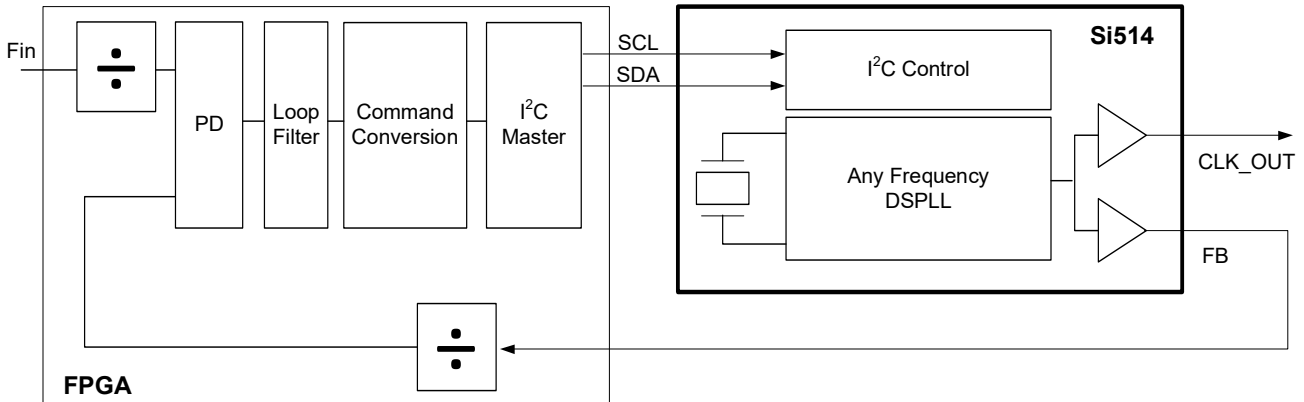 Fin
÷
PD
Loop
Filter
Command
Conversion
I²C
Master
SCL
SDA
Si514
I²C Control
Any Frequency
DSPLL
CLK_OUT
FB
÷
FPGA